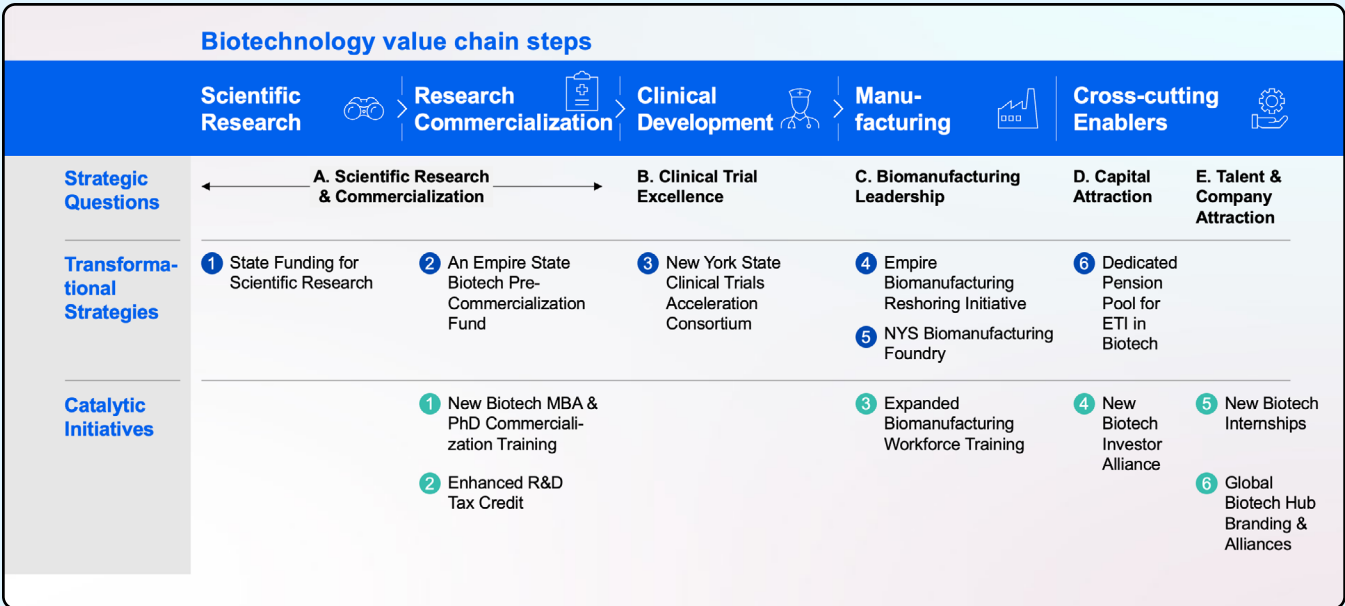 Biotechnology value chain steps
Scientific
Research
Research
Commercialization
Clinical
Development
Manu-
facturing
Cross-cutting
Enablers
Strategic
Questions
A. Scientific Research
& Commercialization
B. Clinical Trial
Excellence
C. Biomanufacturing
Leadership
D. Capital
Attraction
E. Talent &
Company
Attraction
Transforma-
tional
Strategies
1 State Funding for
Scientific Research
2 An Empire State
Biotech Pre-
Commercialization
Fund
3 New York State
Clinical Trials
Acceleration
Consortium
4 Empire
Biomanufacturing
Reshoring Initiative
5 NYS Biomanufacturing
Foundry
6 Dedicated
Pension
Pool for
ETI in
Biotech
Catalytic
Initiatives
1 New Biotech MBA &
PhD Commerciali-
zation Training
2 Enhanced R&D
Tax Credit
3 Expanded
Biomanufacturing
Workforce Training
4 New
Biotech
Investor
Alliance
5 New Biotech
Internships
6 Global
Biotech Hub
Branding &
Alliances